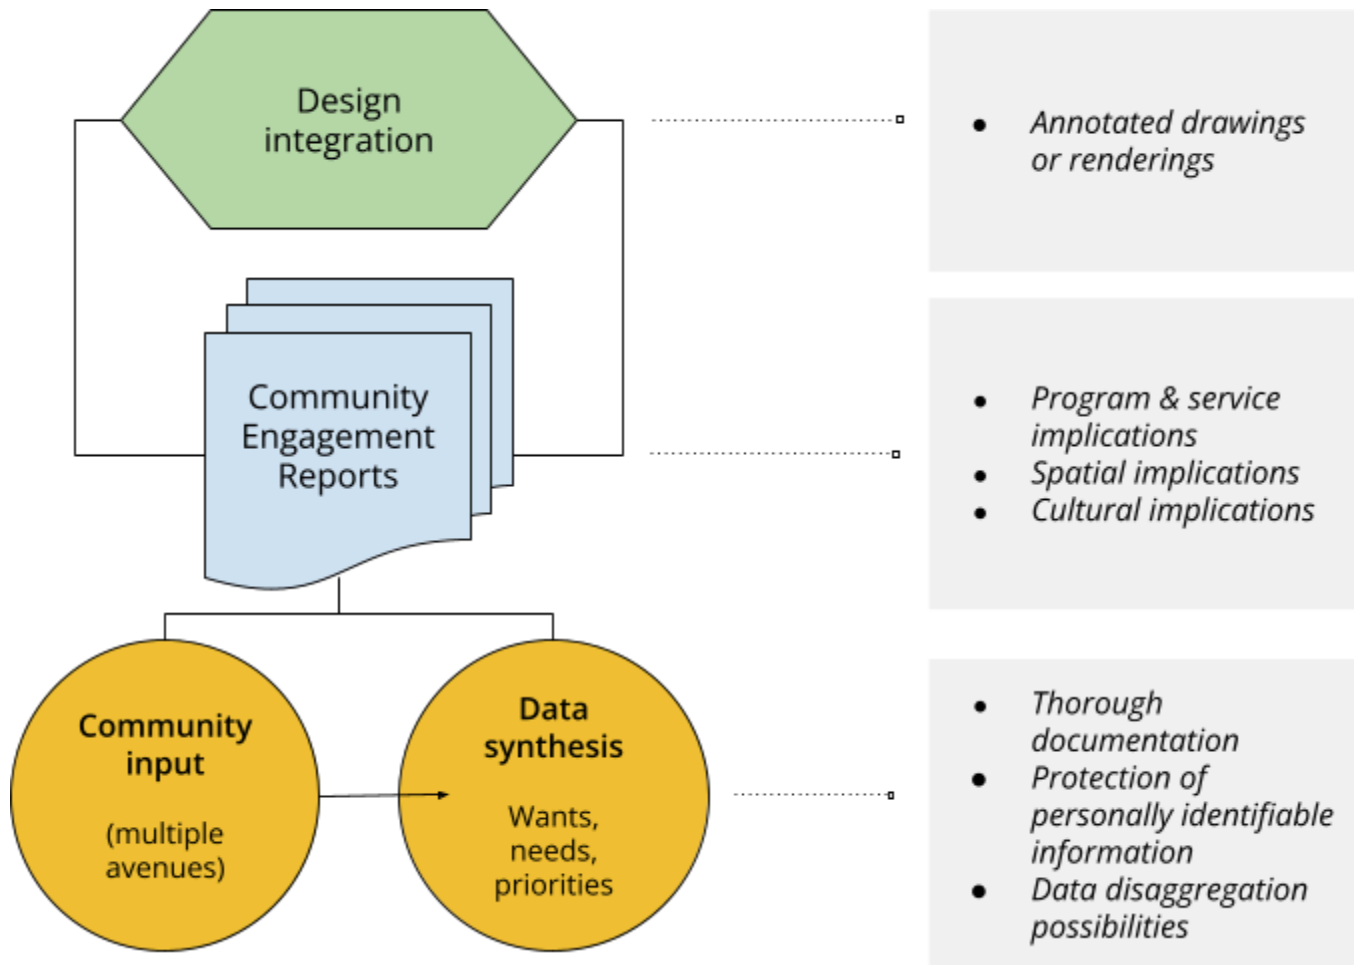 Design
integration
● Annotated drawings
or renderings
Community
Engagement
Reports
● Program & service
implications
● Spatial implications
● Cultural implications
Community
input
(multiple
avenues)
Data
synthesis
Wants,
needs,
priorities
● Thorough
documentation
● Protection of
personally identifiable
information
● Data disaggregation
possibilities